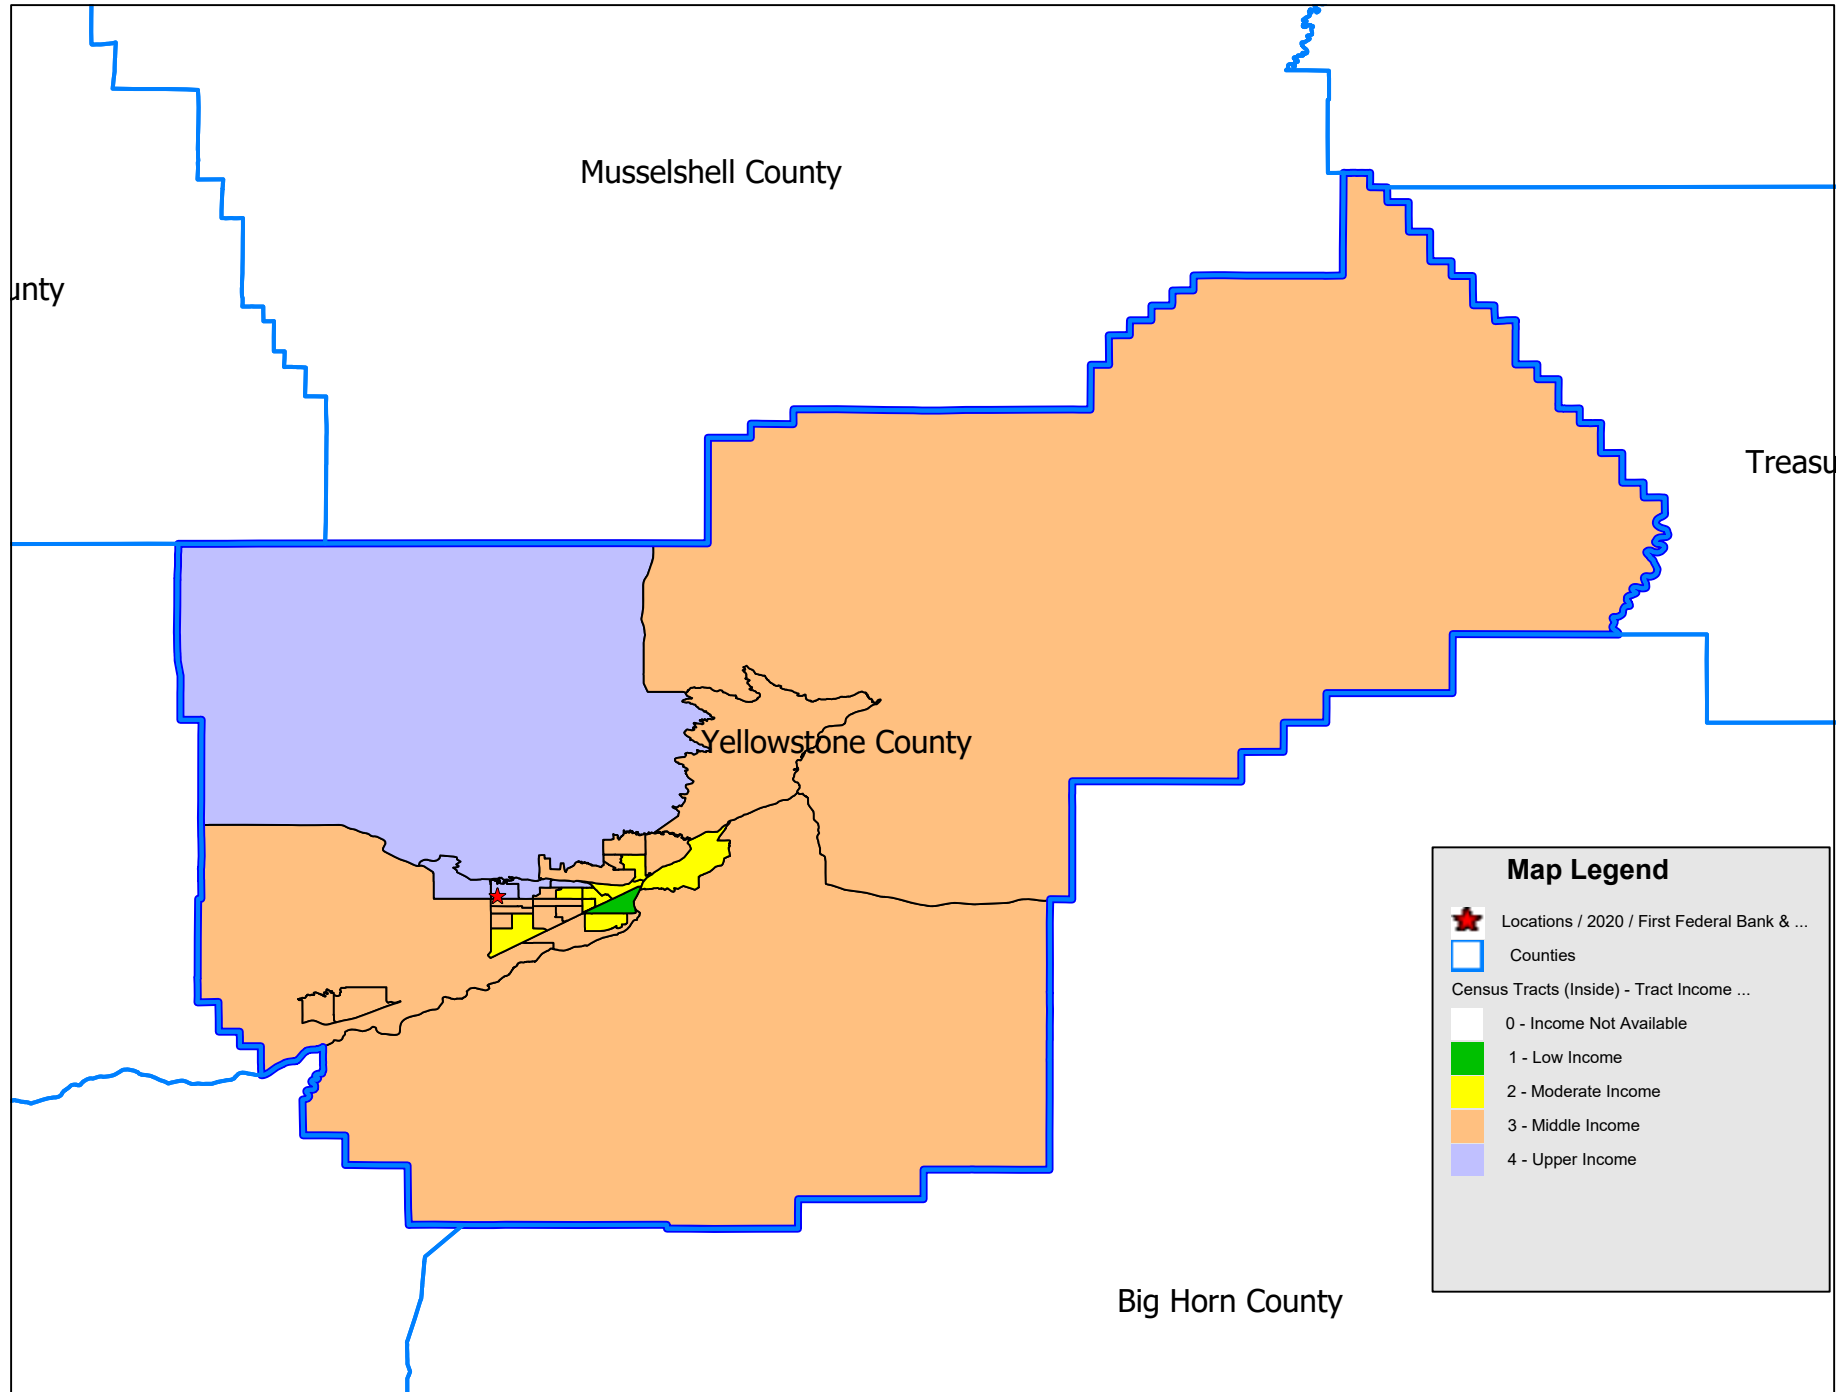 Musselshell County
unty
Treasu
Yellowstone County
Map Legend
Locations / 2020 / First Federal Bank & ...
Counties
Census Tracts (Inside) - Tract Income ...
0 - Income Not Available
1 - Low Income
2 - Moderate Income
3 - Middle Income
4 - Upper Income
Big Horn County